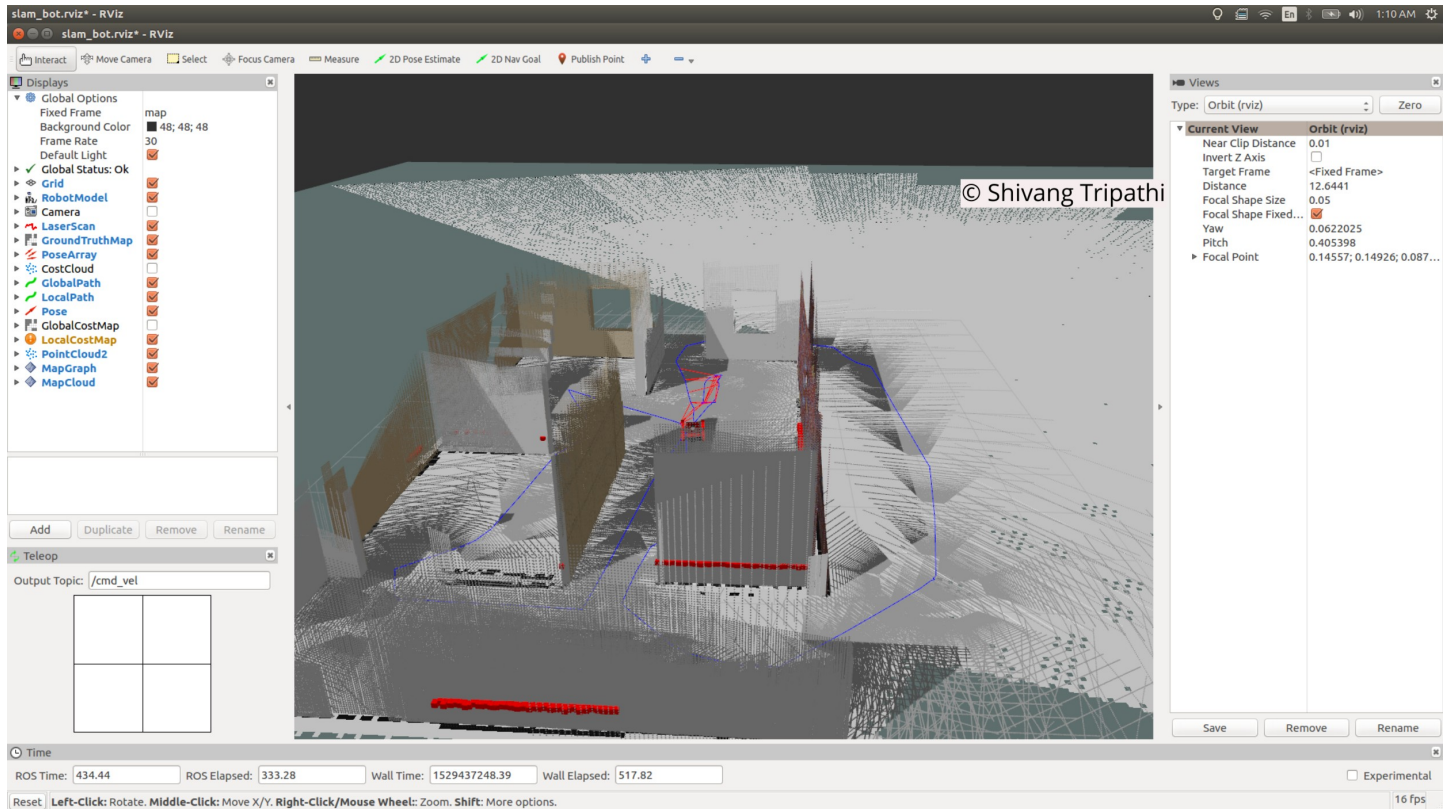 slam_bot.rviz* - RViz
En
1:10 AM
slam_bot.rviz* - RViz
Interact
Move Camera
Select
Focus Camera
Measure
2D Pose Estimate
2D Nav Goal
Publish Point
Displays
Global Options
Fixed Frame map
Background Color 48; 48; 48
Frame Rate 30
Default Light
Global Status: Ok
Grid
RobotModel
Camera
LaserScan
GroundTruthMap
PoseArray
CostCloud
GlobalPath
LocalPath
Pose
GlobalCostMap
LocalCostMap
PointCloud2
MapGraph
MapCloud
Add
Duplicate
Remove
Rename
Teleop
Output Topic: /cmd_vel
© Shivang Tripathi
Views
Type: Orbit (rviz)
Zero
Current View Orbit (rviz)
Near Clip Distance 0.01
Invert Z Axis
Target Frame <Fixed Frame>
Distance 12.6441
Focal Shape Size 0.05
Focal Shape Fixed...
Yaw 0.0622025
Pitch 0.405398
Focal Point 0.14557; 0.14926; 0.087...
Save
Remove
Rename
Time
ROS Time: 434.44
ROS Elapsed: 333.28
Wall Time: 1529437248.39
Wall Elapsed: 517.82
Experimental
Reset
Left-Click: Rotate. Middle-Click: Move X/Y. Right-Click/Mouse Wheel:: Zoom. Shift: More options.
16 fps